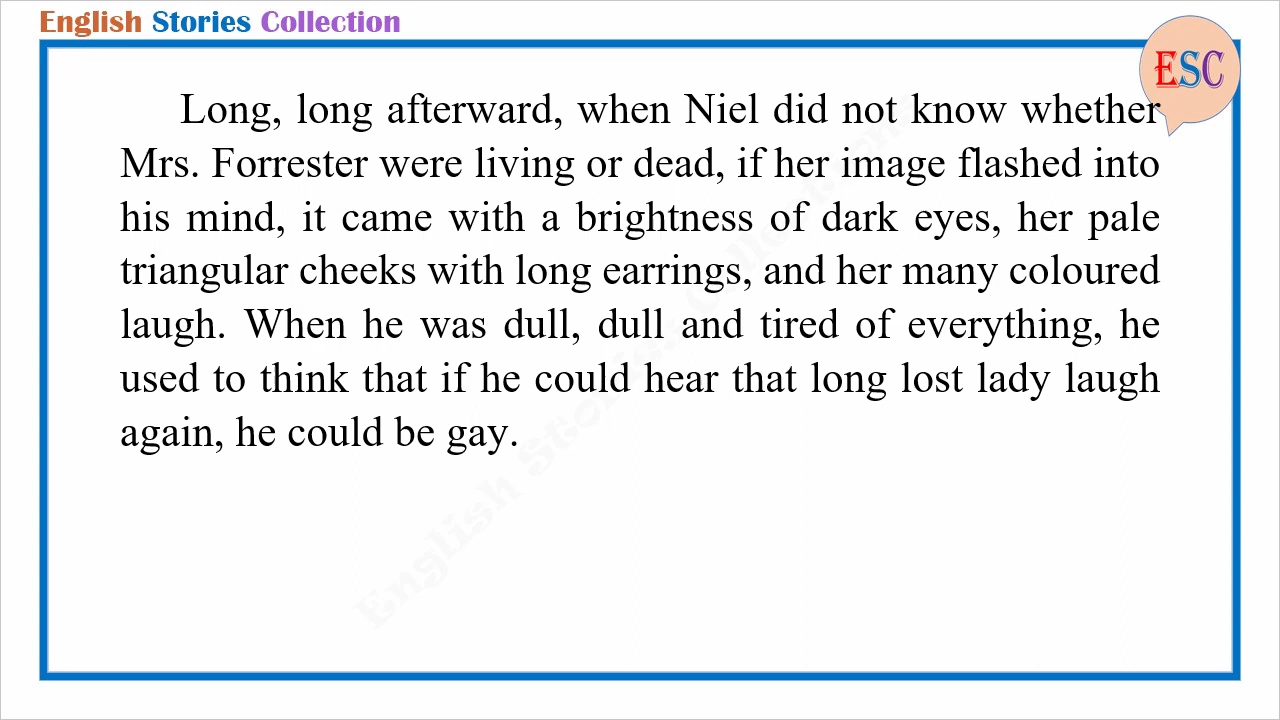 English Stories Collection
ESC
Long, long afterward, when Niel did not know whether
Mrs. Forrester were living or dead, if her image flashed into
his mind, it came with a brightness of dark eyes, her pale
triangular cheeks with long earrings, and her many coloured
laugh. When he was dull, dull and tired of everything, he
used to think that if he could hear that long lost lady laugh
again, he could be gay.
English Stories Collections